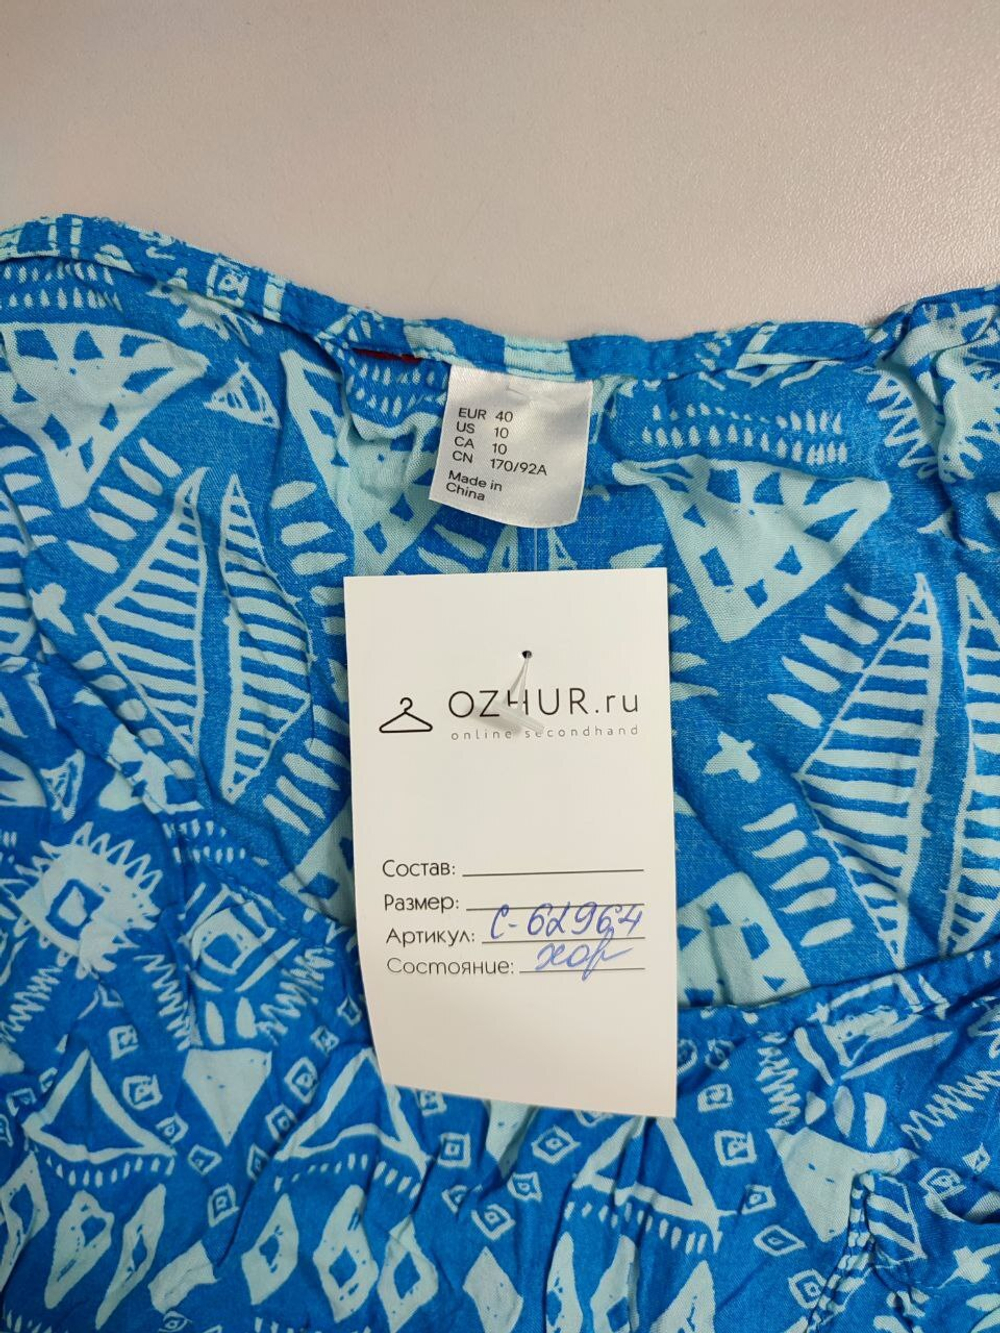 EUR 40
US 10
CA 10
CN 170/92A
Made in
China
OZHUR.ru
online secondhand
Состав:
Размер:
Артикул: С-62964
Состояние: хор